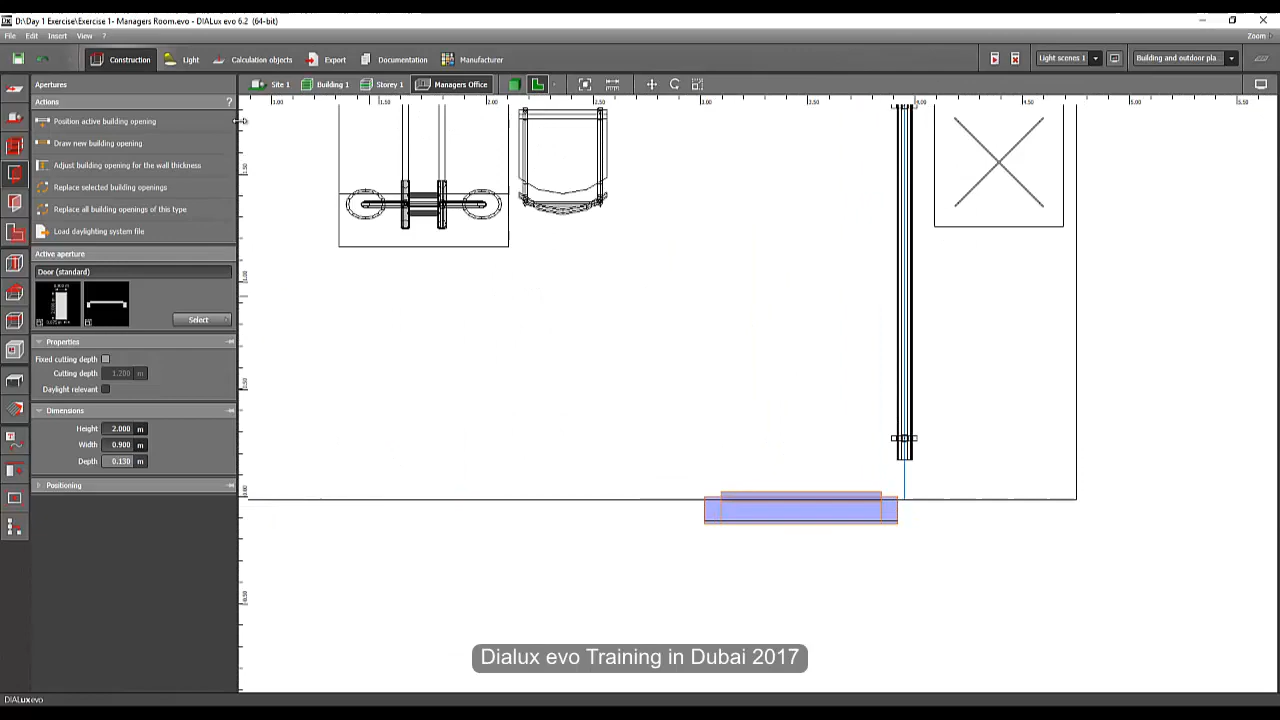 D:\Day 1 Exercise\Exercise 1- Managers Room.evo - DIALux evo 6.2 (64-bit)
File Edit Insert View ? Zoom
Construction Light Calculation objects Export Documentation Manufacturer Light scenes 1 Building and outdoor pla...
Apertures Site 1 Building 1 Storey 1 Managers Office
Actions ?
Position active building opening
Draw new building opening
Adjust building opening for the wall thickness
Replace selected building openings
Replace all building openings of this type
Load daylighting system file
Active aperture
Door (standard)
Select
Properties
Fixed cutting depth
Cutting depth 1.200 m
Daylight relevant
Dimensions
Height 2.000 m
Width 0.900 m
Depth 0.130 m
Positioning
Dialux evo Training in Dubai 2017
DIALux evo